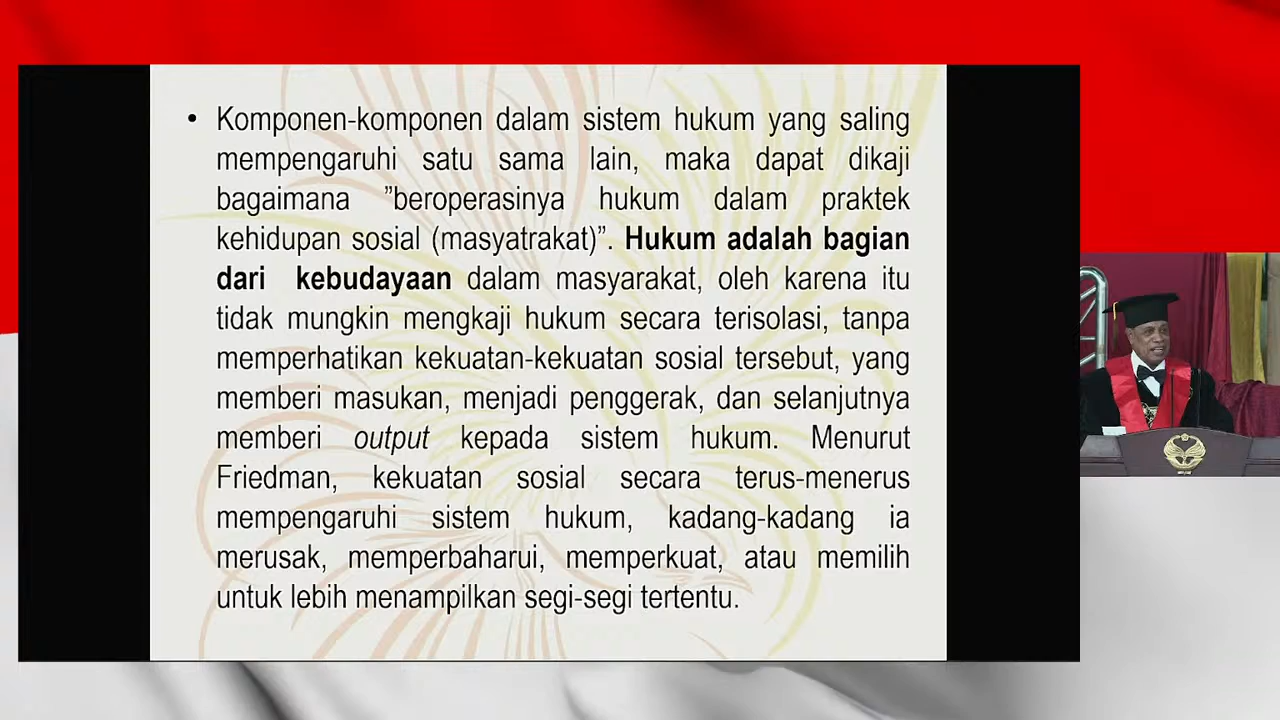 • Komponen-komponen dalam sistem hukum yang saling
mempengaruhi satu sama lain, maka dapat dikaji
bagaimana ”beroperasinya hukum dalam praktek
kehidupan sosial (masyatrakat)”. Hukum adalah bagian
dari kebudayaan dalam masyarakat, oleh karena itu
tidak mungkin mengkaji hukum secara terisolasi, tanpa
memperhatikan kekuatan-kekuatan sosial tersebut, yang
memberi masukan, menjadi penggerak, dan selanjutnya
memberi output kepada sistem hukum. Menurut
Friedman, kekuatan sosial secara terus-menerus
mempengaruhi sistem hukum, kadang-kadang ia
merusak, memperbaharui, memperkuat, atau memilih
untuk lebih menampilkan segi-segi tertentu.